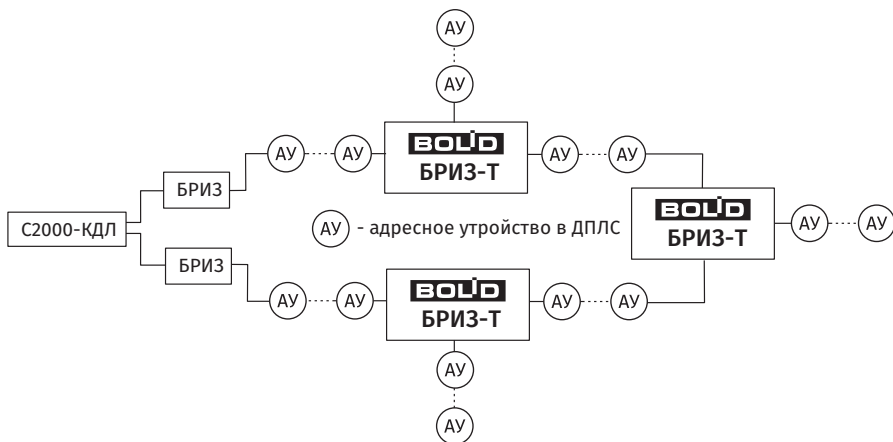 АУ
АУ
BOLID
БРИЗ-Т
АУ
АУ
АУ
АУ
БРИЗ
BOLID
БРИЗ-Т
АУ
АУ
С2000-КДЛ
АУ - адресное утройство в ДПЛС
БРИЗ
АУ
АУ
BOLID
БРИЗ-Т
АУ
АУ
АУ
АУ